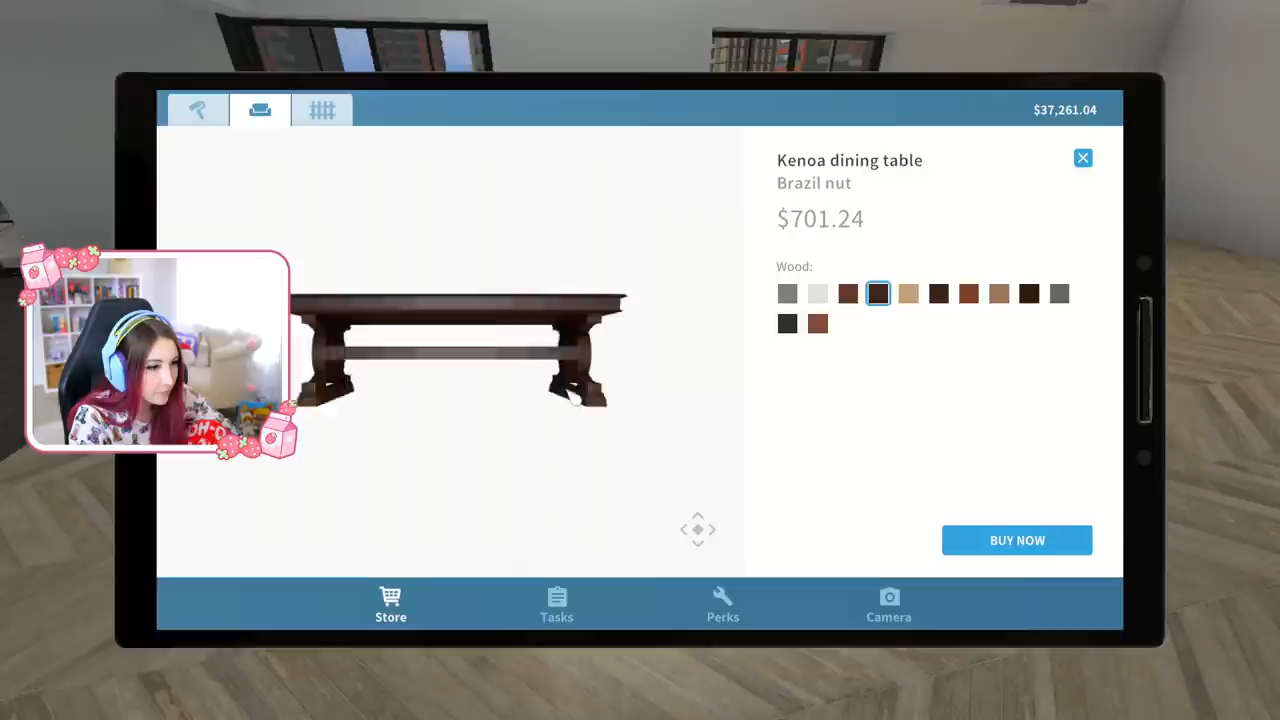 $37,261.04
Kenoa dining table
Brazil nut
$701.24
Wood:
BUY NOW
Store
Tasks
Perks
Camera